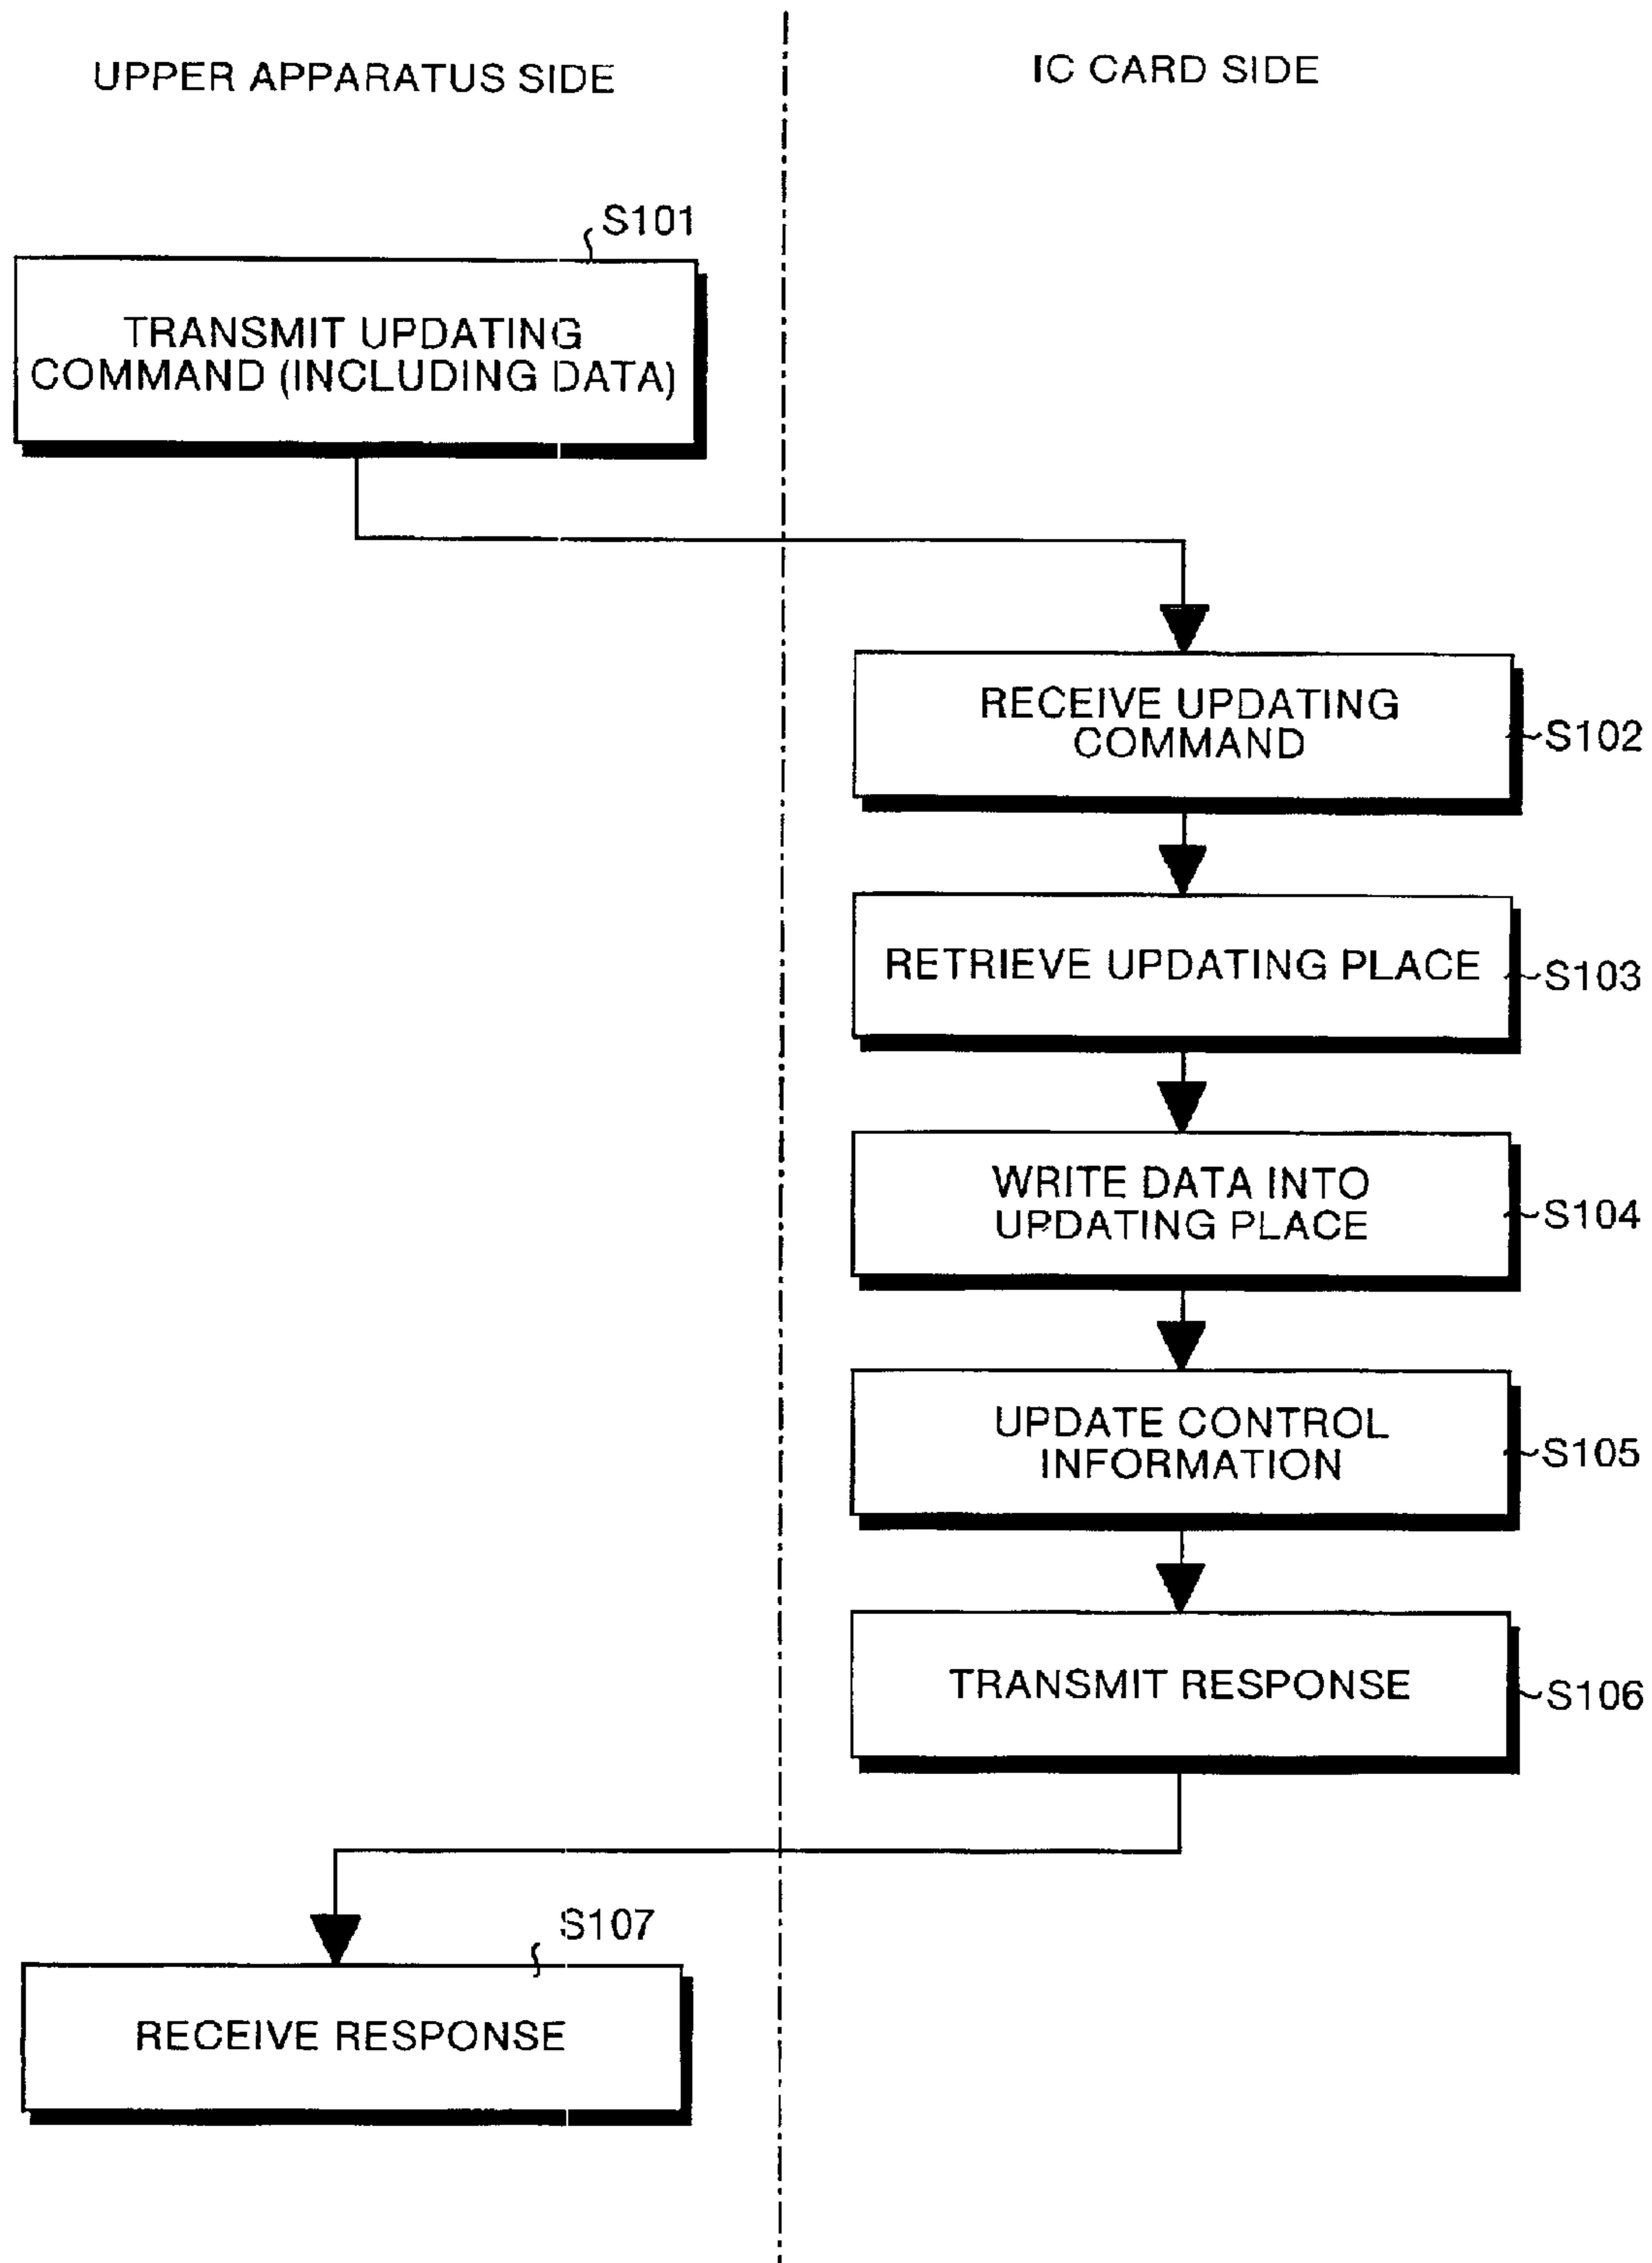 UPPER APPARATUS SIDE
IC CARD SIDE
S101
TRANSMIT UPDATING
COMMAND (INCLUDING DATA)
RECEIVE UPDATING
COMMAND
S102
RETRIEVE UPDATING PLACE
S103
WRITE DATA INTO
UPDATING PLACE
S104
UPDATE CONTROL
INFORMATION
S105
TRANSMIT RESPONSE
S106
S107
RECEIVE RESPONSE